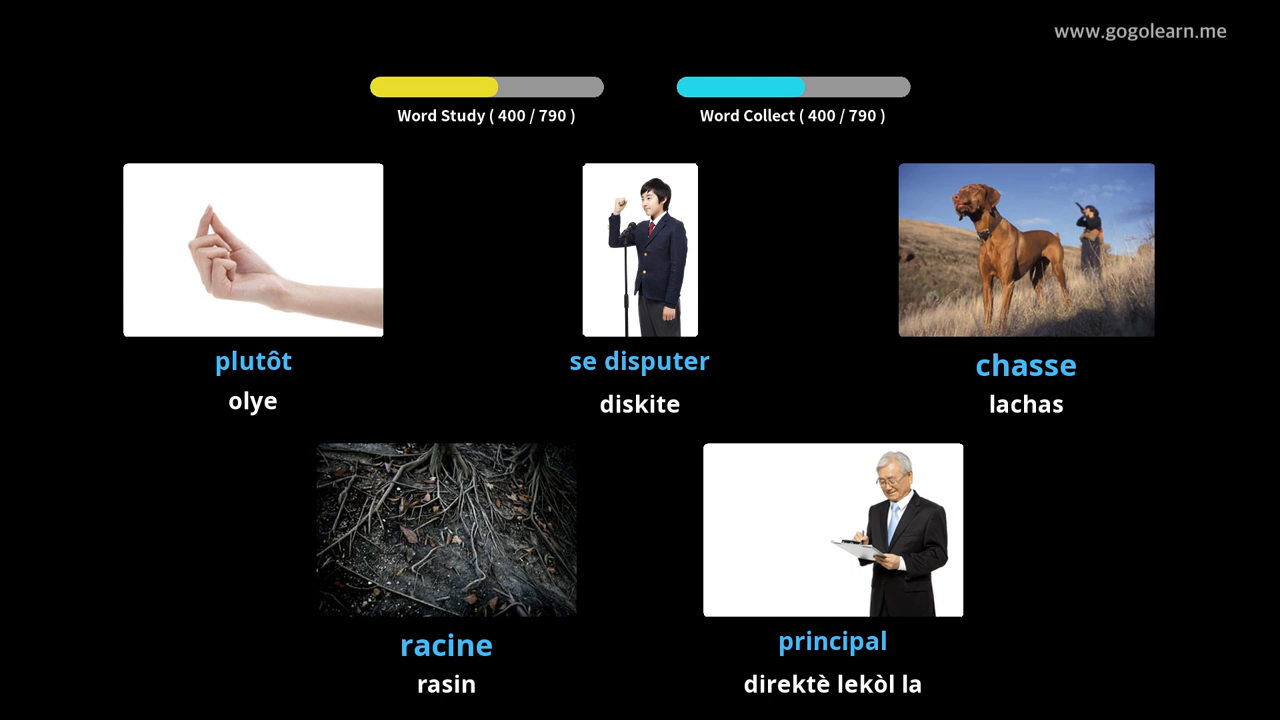 www.gogolearn.me
Word Study ( 400 / 790 )
Word Collect ( 400 / 790 )
plutôt
olye
se disputer
diskite
chasse
lachas
racine
rasin
principal
direktè lekòl la